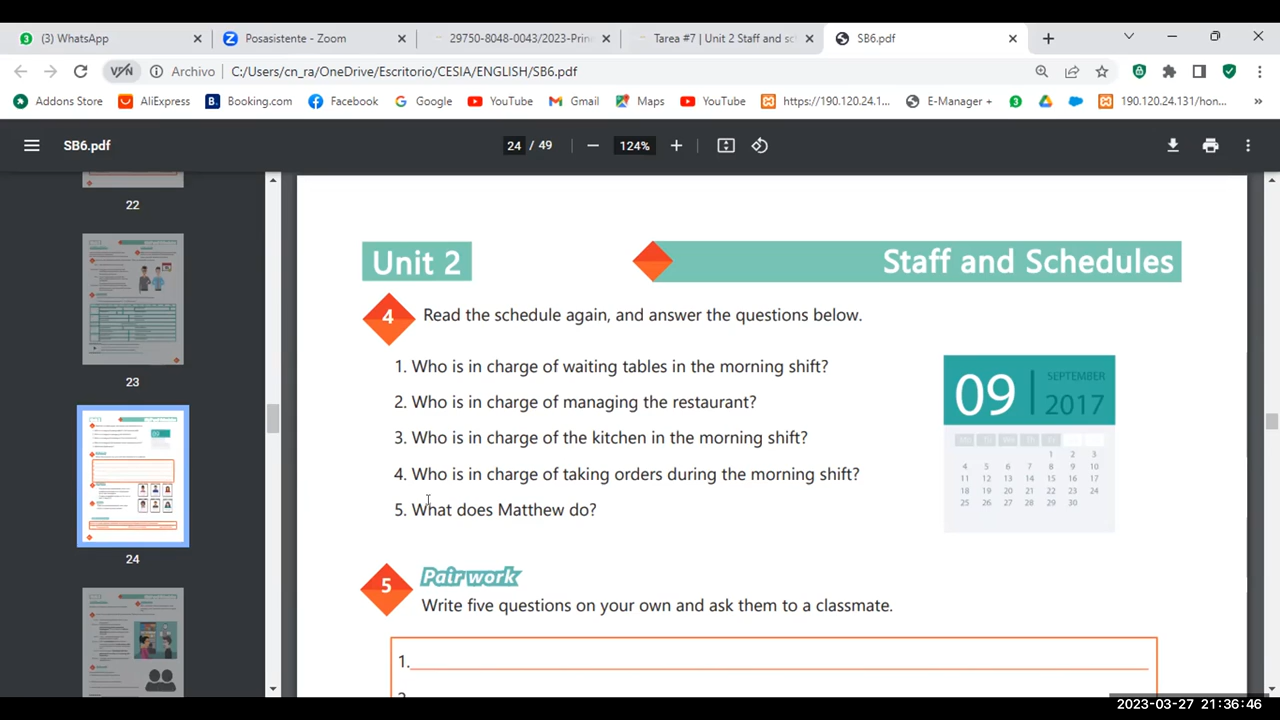 (3) WhatsApp
Posasistente - Zoom
29750-8048-0043/2023-Prin
Tarea #7 | Unit 2 Staff and sc
SB6.pdf
VPN
Archivo
C:/Users/cn_ra/OneDrive/Escritorio/CESIA/ENGLISH/SB6.pdf
Addons Store
AliExpress
Booking.com
Facebook
Google
YouTube
Gmail
Maps
YouTube
https://190.120.24.1...
E-Manager +
190.120.24.131/hon...
SB6.pdf
24 / 49
124%
22
23
24
Unit 2
Staff and Schedules
4 Read the schedule again, and answer the questions below.
1. Who is in charge of waiting tables in the morning shift?
2. Who is in charge of managing the restaurant?
3. Who is in charge of the kitchen in the morning shift?
4. Who is in charge of taking orders during the morning shift?
5. What does Matthew do?
09
SEPTEMBER
2017
1 2 3
4 5 6 7 8 9 10
11 12 13 14 15 16 17
18 19 20 21 22 23 24
25 26 27 28 29 30
5 Pair work
Write five questions on your own and ask them to a classmate.
1.
2023-03-27 21:36:46